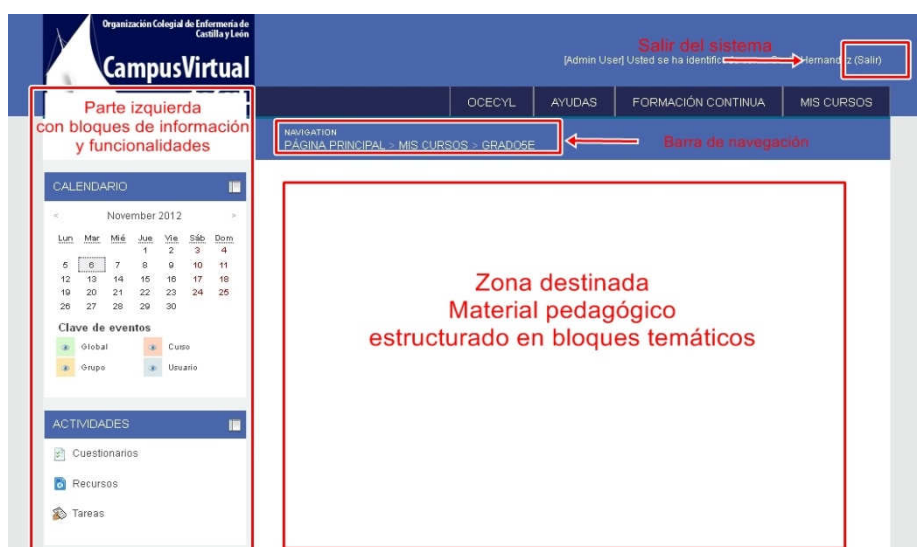 Organización Colegial de Enfermería de
Castilla y León
CampusVirtual
Salir del sistema
[Admin User] Usted se ha identific
Hernand z (Salir)
OCECYL AYUDAS FORMACIÓN CONTINUA MIS CURSOS
Parte izquierda
con bloques de información
y funcionalidades
NAVIGATION
PÁGINA PRINCIPAL > MIS CURSOS > GRADO5E
Barra de navegación
CALENDARIO
< November 2012 >
Lun Mar Mié Jue Vie Sáb Dom
1 2 3 4
5 6 7 8 9 10 11
12 13 14 15 16 17 18
19 20 21 22 23 24 25
26 27 28 29 30
Clave de eventos
Global Curso
Grupo Usuario
Zona destinada
Material pedagógico
estructurado en bloques temáticos
ACTIVIDADES
Cuestionarios
Recursos
Tareas